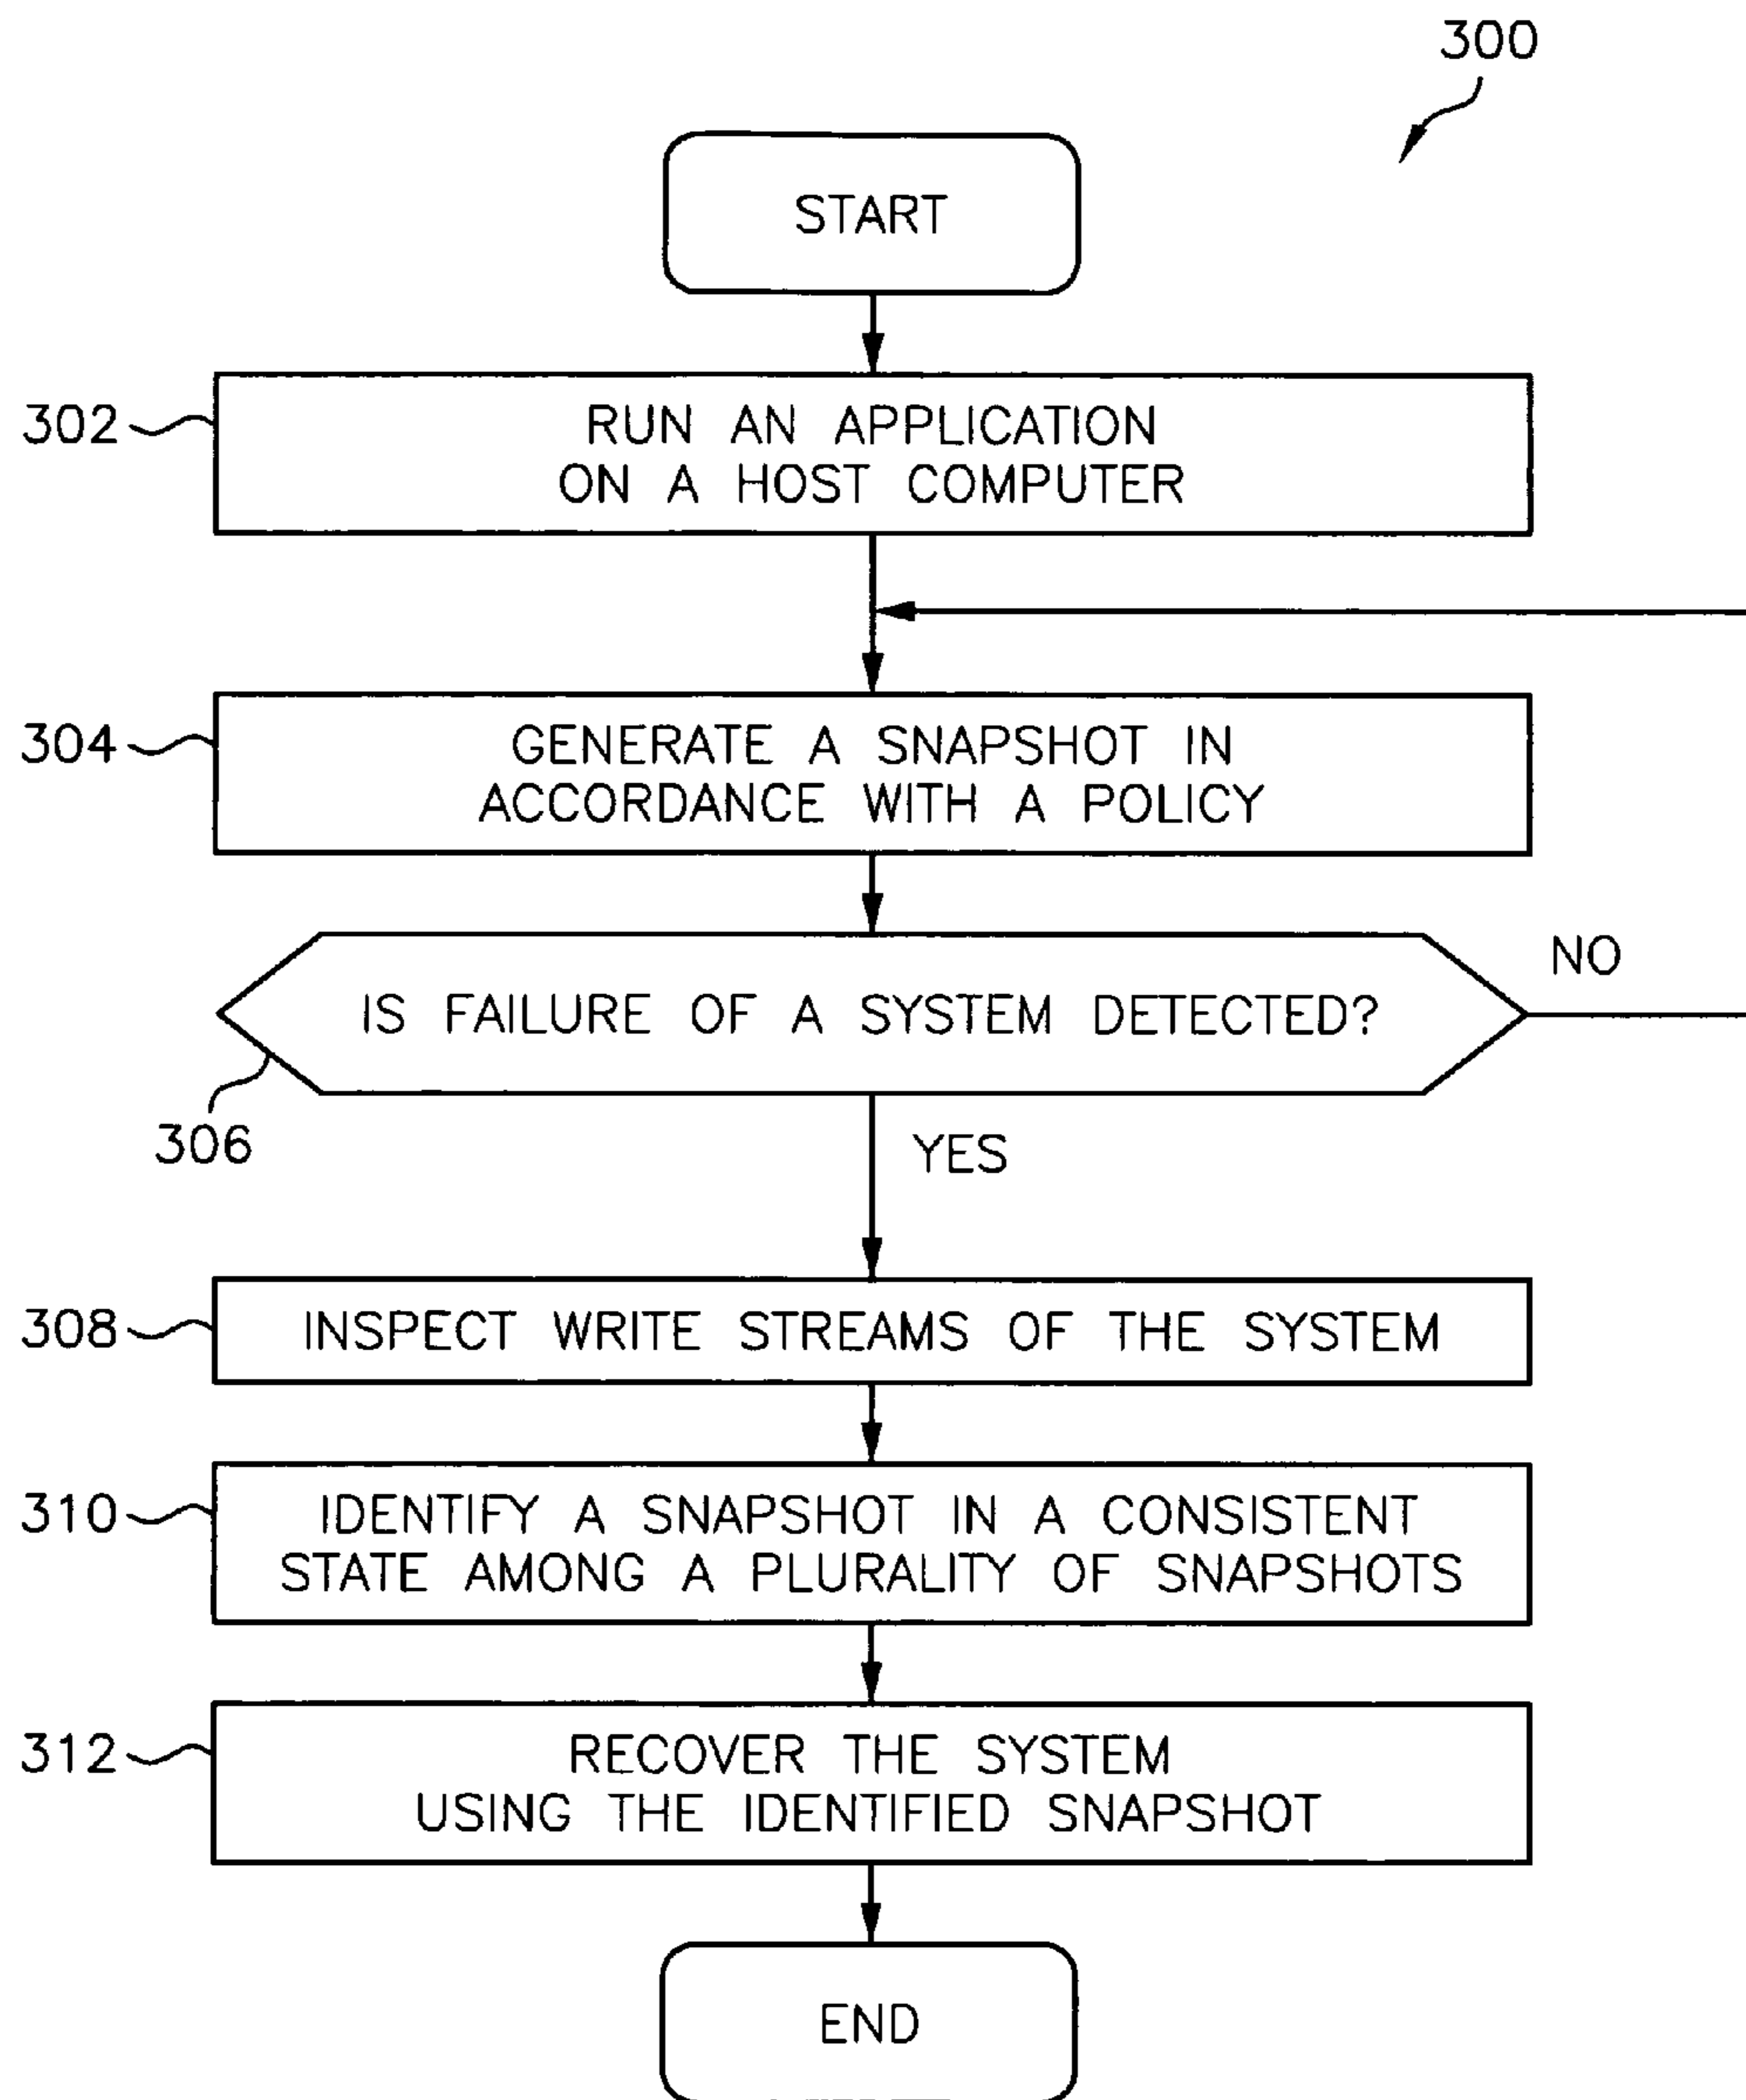 300
START
302
RUN AN APPLICATION
ON A HOST COMPUTER
304
GENERATE A SNAPSHOT IN
ACCORDANCE WITH A POLICY
IS FAILURE OF A SYSTEM DETECTED?
NO
306
YES
308
INSPECT WRITE STREAMS OF THE SYSTEM
310
IDENTIFY A SNAPSHOT IN A CONSISTENT
STATE AMONG A PLURALITY OF SNAPSHOTS
312
RECOVER THE SYSTEM
USING THE IDENTIFIED SNAPSHOT
END